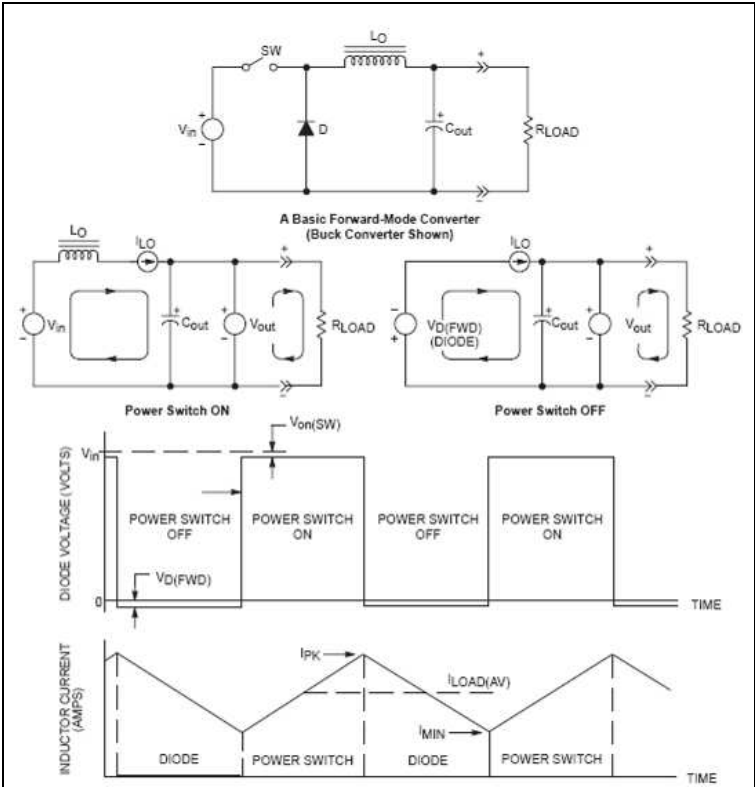 LO
SW
+
Vin
−
D
+
Cout
+
RLOAD
−
A Basic Forward-Mode Converter
(Buck Converter Shown)
LO
ILO
+
Vin
−
+
Cout
+
Vout
−
+
RLOAD
−
Power Switch ON
ILO
−
+
VD(FWD)
(DIODE)
+
Cout
+
−
Vout
+
RLOAD
−
Power Switch OFF
DIODE VOLTAGE (VOLTS)
Vin
Von(SW)
POWER SWITCH
OFF
POWER SWITCH
ON
POWER SWITCH
OFF
POWER SWITCH
ON
VD(FWD)
0
TIME
INDUCTOR CURRENT
(AMPS)
IPK
ILOAD(AV)
IMIN
DIODE
POWER SWITCH
DIODE
POWER SWITCH
TIME